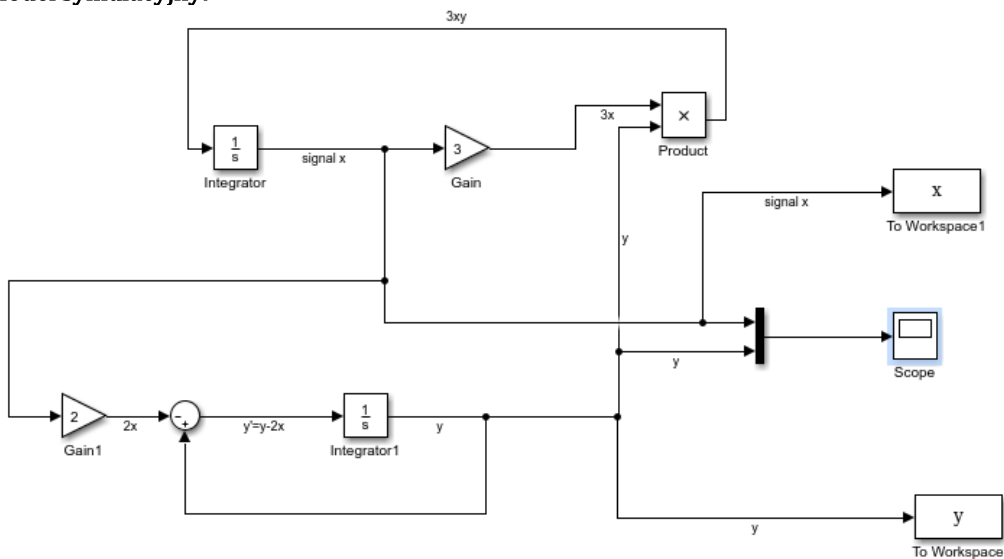 3xy
1
s
Integrator
signal x
3
Gain
3x
×
Product
signal x
x
To Workspace1
y
y
Scope
2
Gain1
2x
-
+
y'=y-2x
1
s
Integrator1
y
y
y
To Workspace